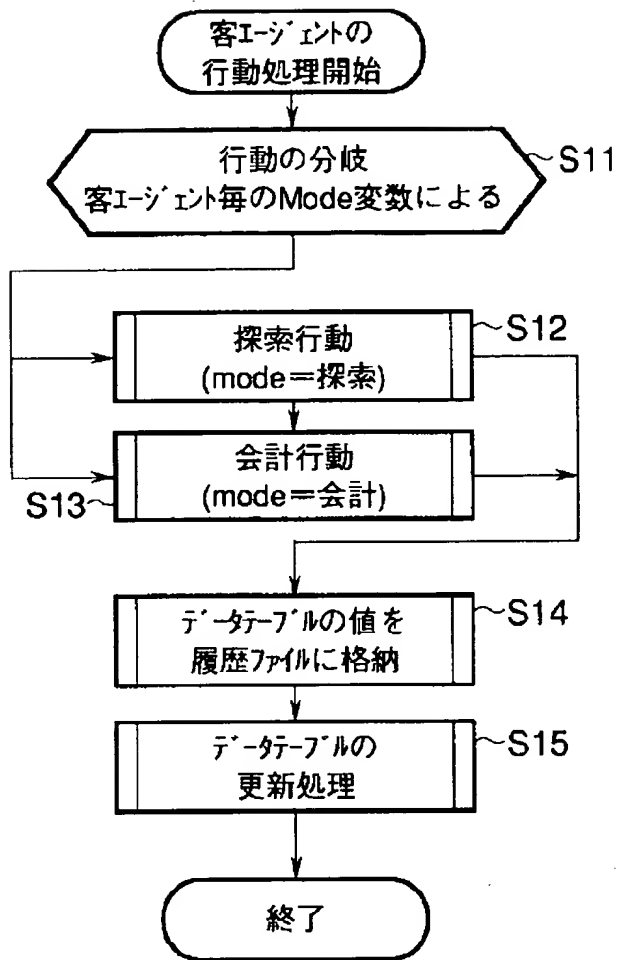 客ｴｰｼﾞｪﾝﾄの
行動処理開始
行動の分岐
客ｴｰｼﾞｪﾝﾄ毎のMode変数による
S11
探索行動
(mode＝探索)
S12
会計行動
(mode＝会計)
S13
ﾃﾞｰﾀﾃｰﾌﾞﾙの値を
履歴ﾌｧｲﾙに格納
S14
ﾃﾞｰﾀﾃｰﾌﾞﾙの
更新処理
S15
終了